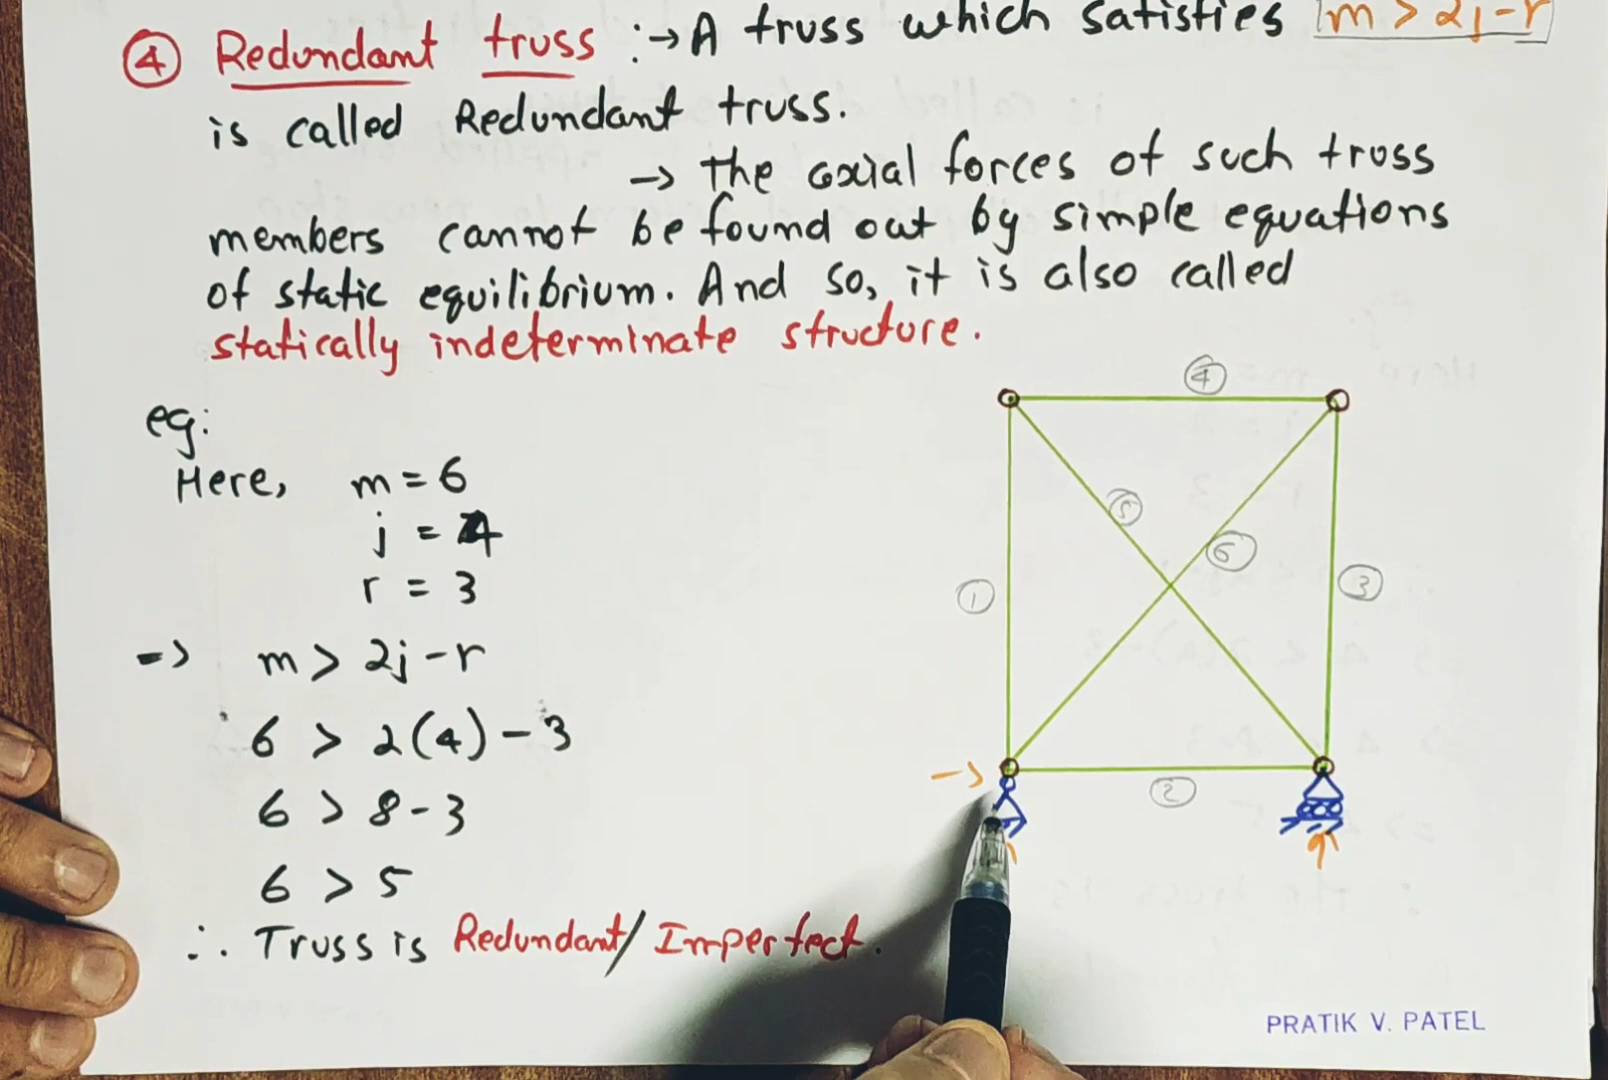 ④ Redundant truss :→ A truss which satisfies m > 2j - r
is called Redundant truss.
→ The axial forces of such truss
members cannot be found out by simple equations
of static equilibrium. And so, it is also called
statically indeterminate structure.
eg:
Here, m = 6
j = 4
r = 3
=> m > 2j - r
6 > 2(4) - 3
6 > 8 - 3
6 > 5
∴ Truss is Redundant/Imperfect.
④
⑤
⑥
①
③
②
PRATIK V. PATEL